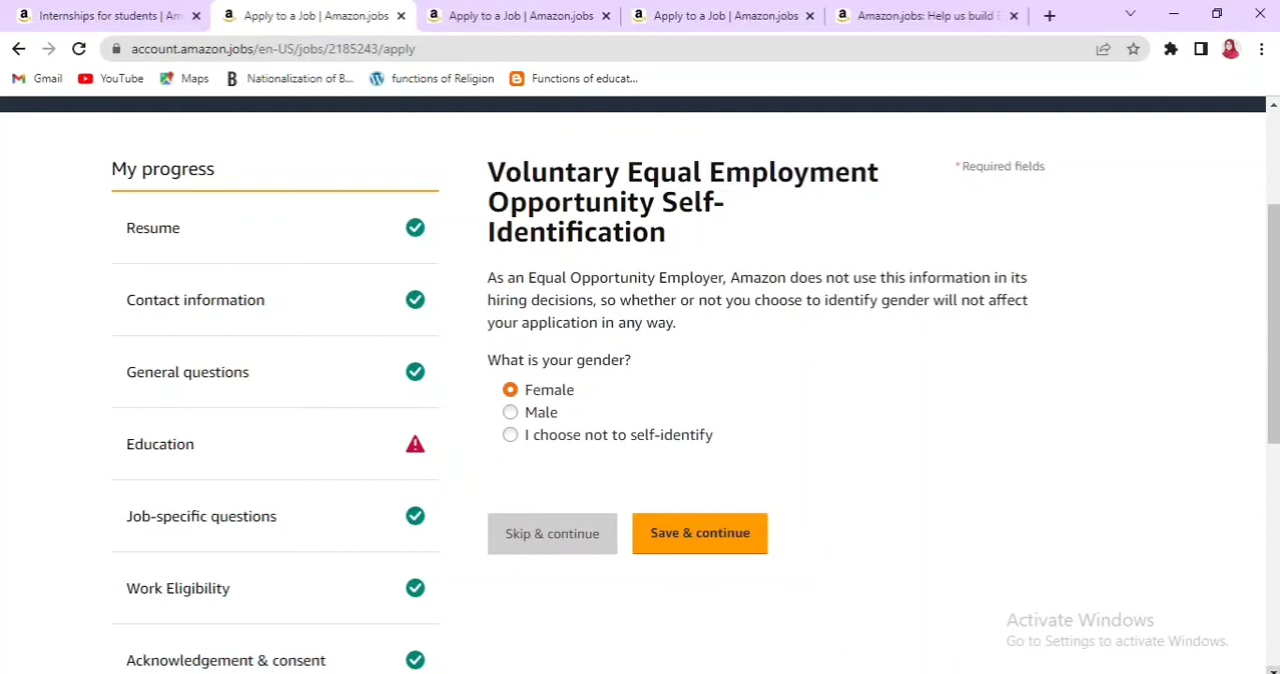 Internships for students | Am
Apply to a Job | Amazon.jobs
Apply to a Job | Amazon.jobs
Apply to a Job | Amazon.jobs
Amazon.jobs: Help us build E
account.amazon.jobs/en-US/jobs/2185243/apply
Gmail
YouTube
Maps
Nationalization of B...
functions of Religion
Functions of educat...
My progress
Resume
Contact information
General questions
Education
Job-specific questions
Work Eligibility
Acknowledgement & consent
Voluntary Equal Employment
Opportunity Self-
Identification
* Required fields
As an Equal Opportunity Employer, Amazon does not use this information in its
hiring decisions, so whether or not you choose to identify gender will not affect
your application in any way.
What is your gender?
Female
Male
I choose not to self-identify
Skip & continue
Save & continue
Activate Windows
Go to Settings to activate Windows.